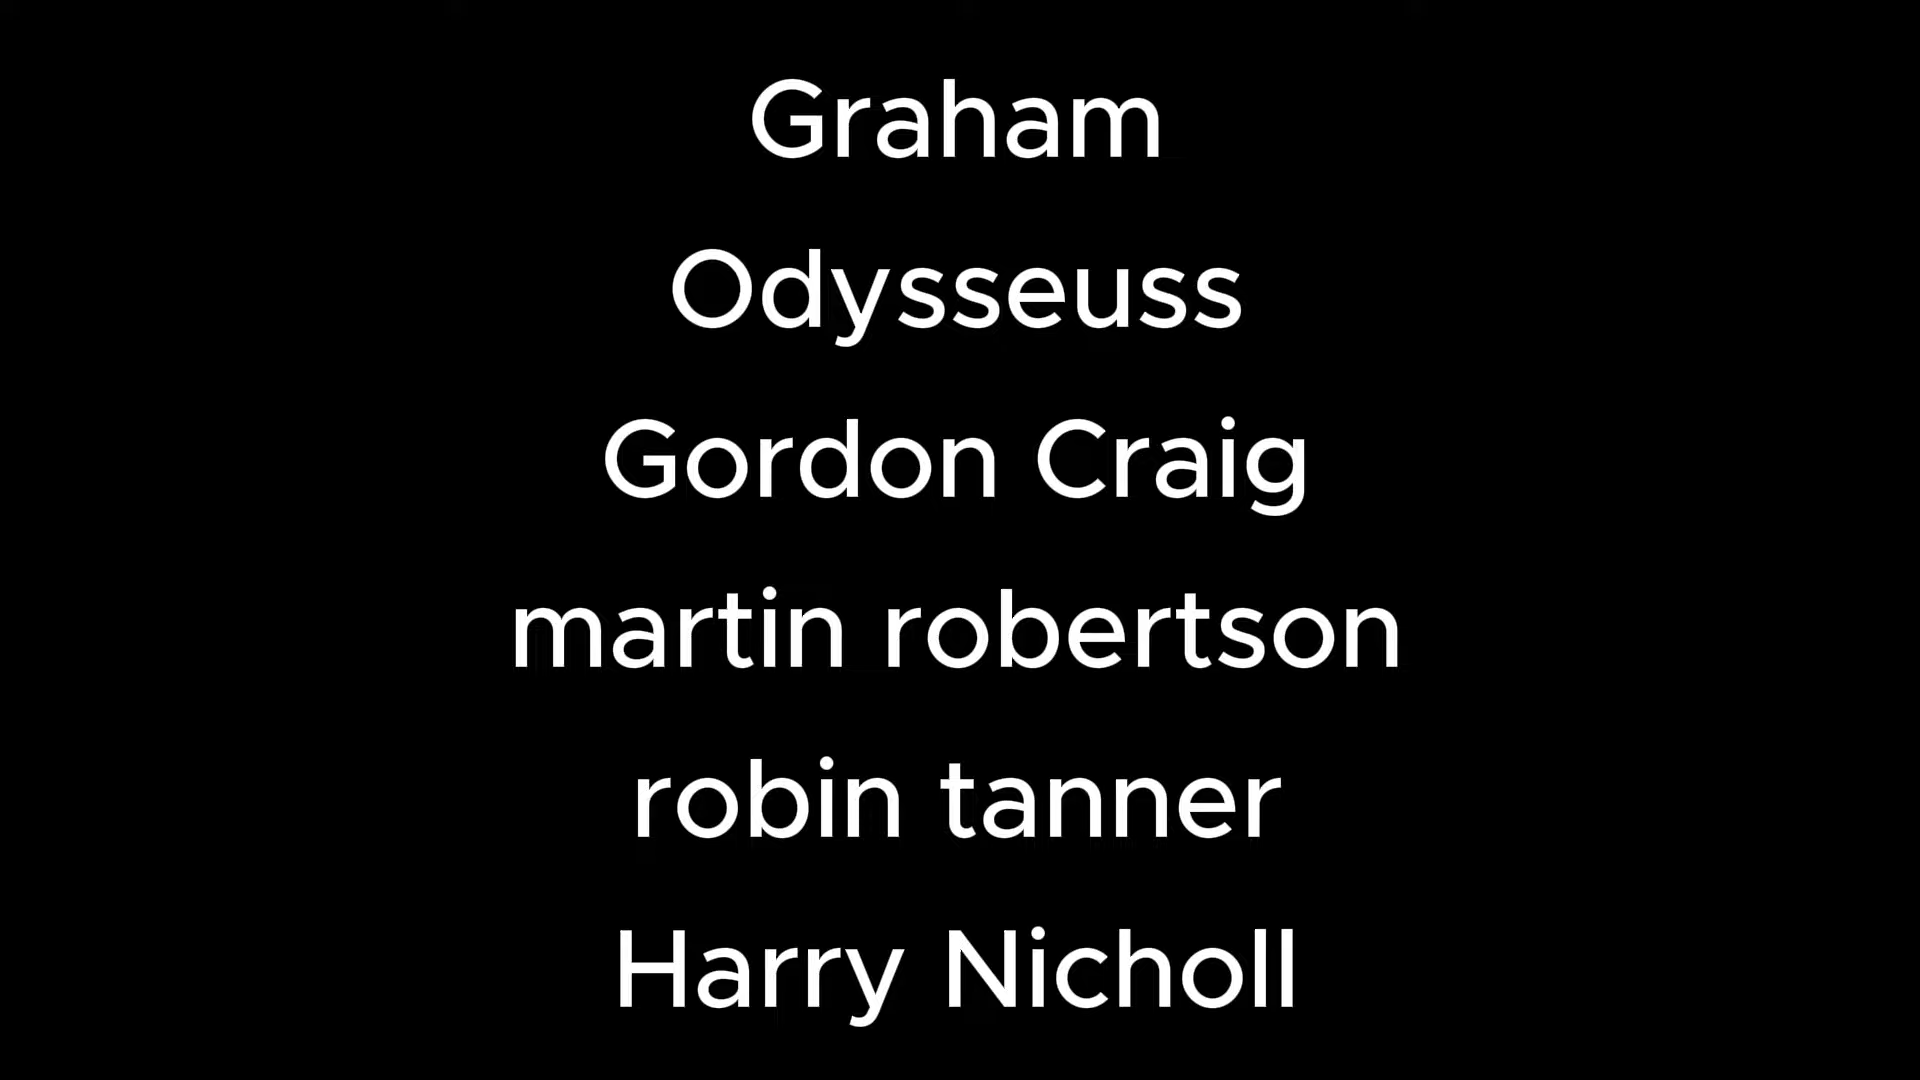 Graham
Odysseuss
Gordon Craig
martin robertson
robin tanner
Harry Nicholl